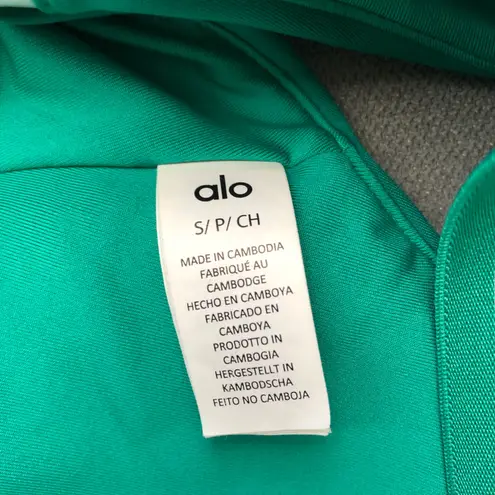 alo
S/ P/ CH
MADE IN CAMBODIA
FABRIQUÉ AU
CAMBODGE
HECHO EN CAMBOYA
FABRICADO EN
CAMBOYA
PRODOTTO IN
CAMBOGIA
HERGESTELLT IN
KAMBODSCHA
FEITO NO CAMBOJA